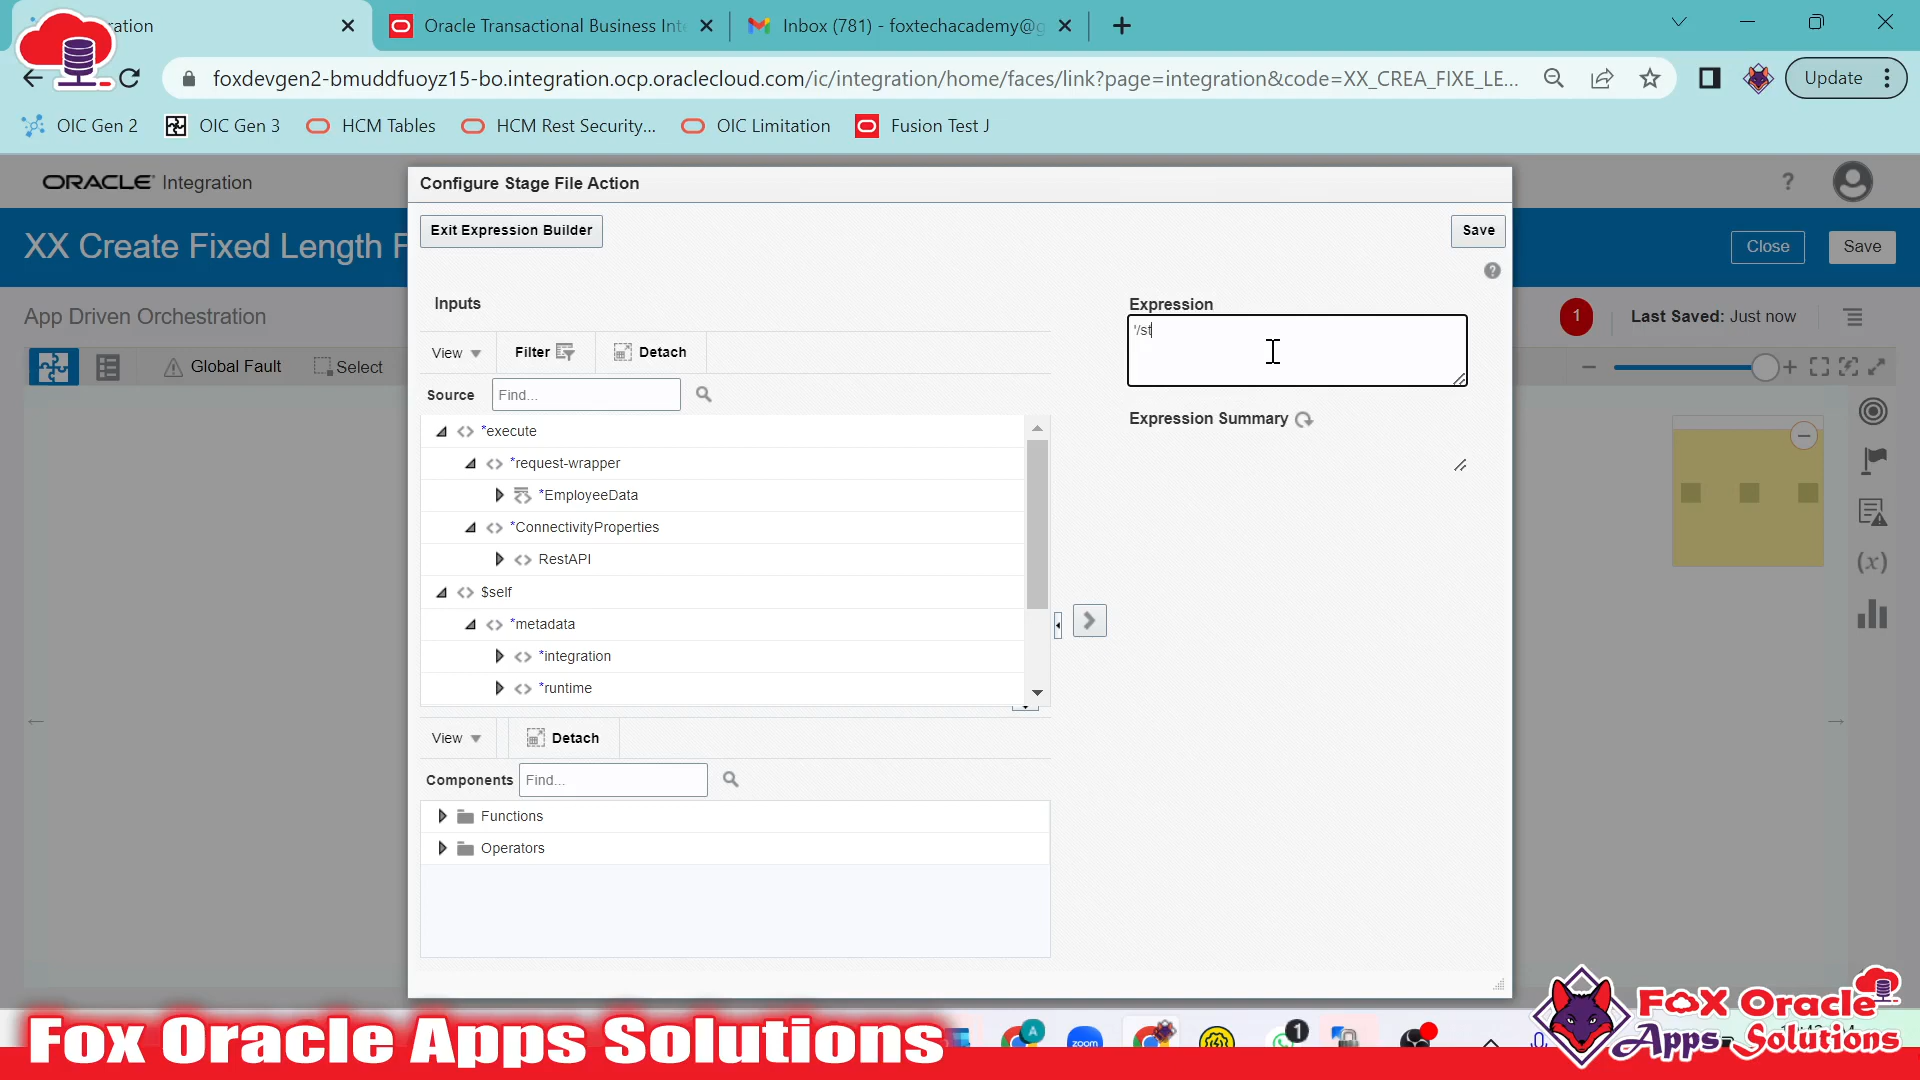 ration
Oracle Transactional Business Inte
Inbox (781) - foxtechacademy@g
foxdevgen2-bmuddfuoyz15-bo.integration.ocp.oraclecloud.com/ic/integration/home/faces/link?page=integration&code=XX_CREA_FIXE_LE...
Update
OIC Gen 2
OIC Gen 3
HCM Tables
HCM Rest Security...
OIC Limitation
Fusion Test J
ORACLE Integration
Configure Stage File Action
XX Create Fixed Length F
Exit Expression Builder
Save
Close
Save
App Driven Orchestration
Inputs
Expression
'/st
1
Last Saved: Just now
Global Fault
Select
View
Filter
Detach
Source
Find...
Expression Summary
*execute
*request-wrapper
*EmployeeData
*ConnectivityProperties
RestAPI
$self
*metadata
*integration
*runtime
View
Detach
Components
Find...
Functions
Operators
(x)
Fox Oracle Apps Solutions
A
zoom
1
Fox Oracle
Apps Solutions